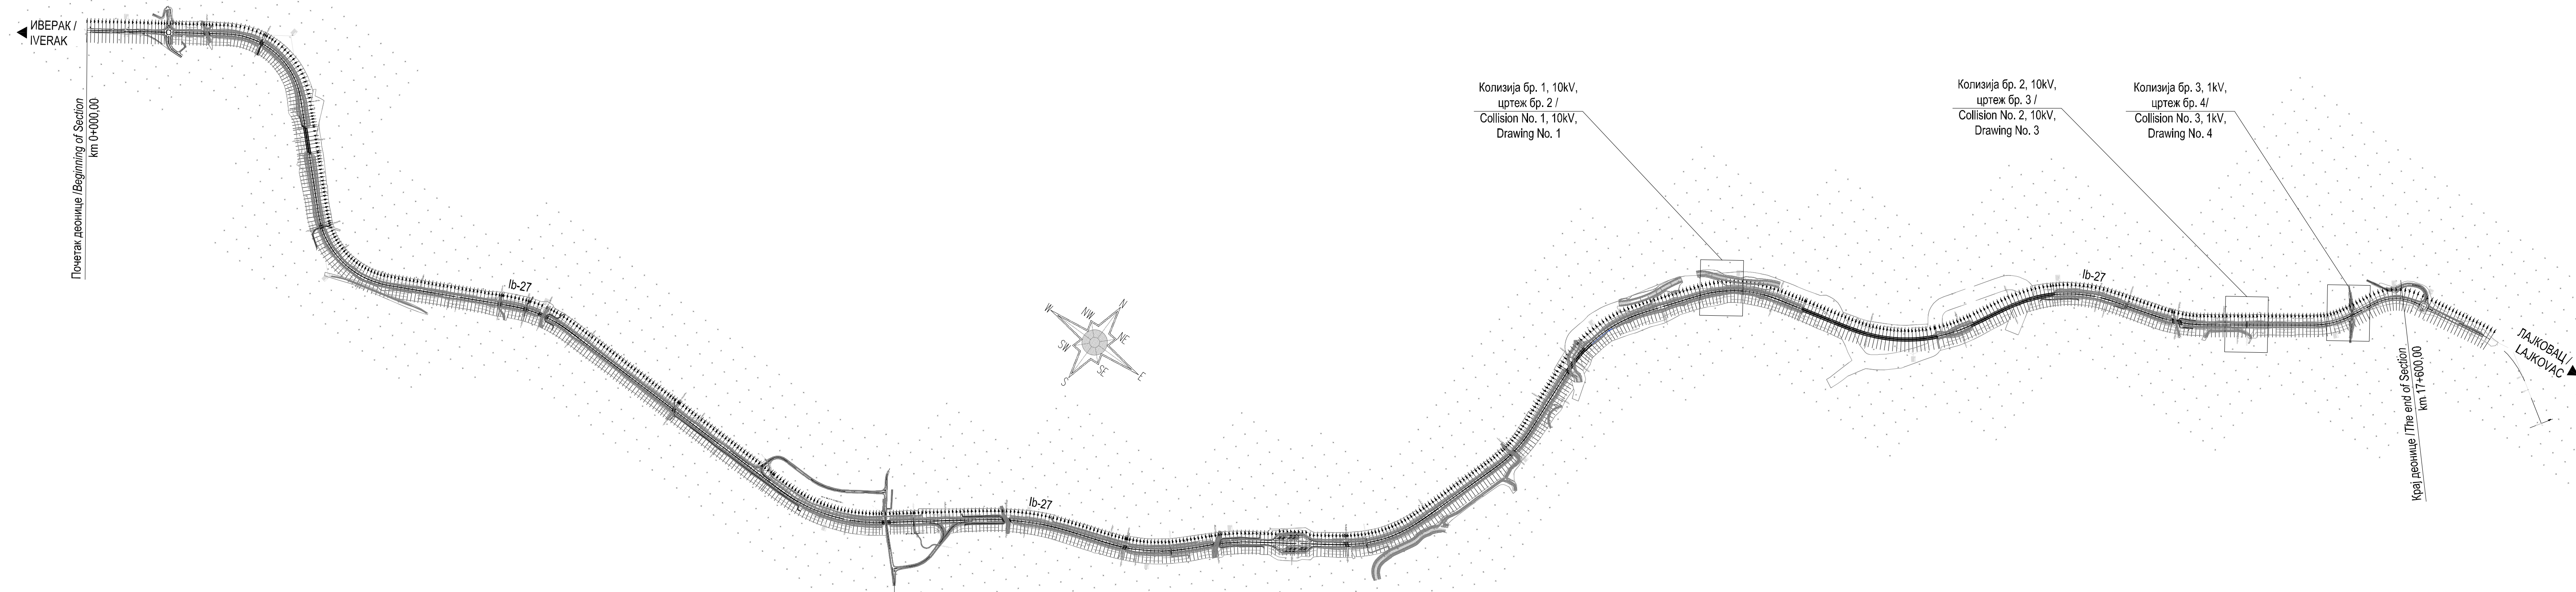 ИВЕРАК /
IVERAK
Почетак деонице /Beginning of Section
km 0+000,00
Ib-27
Ib-27
N
NE
E
SE
S
SW
W
NW
Колизија бр. 1, 10kV,
цртеж бр. 2 /
Collision No. 1, 10kV,
Drawing No. 1
Колизија бр. 2, 10kV,
цртеж бр. 3 /
Collision No. 2, 10kV,
Drawing No. 3
Колизија бр. 3, 1kV,
цртеж бр. 4/
Collision No. 3, 1kV,
Drawing No. 4
Ib-27
Крај деонице /The end of Section
km 17+600,00
ЛАЈКОВАЦ /
LAJKOVAC